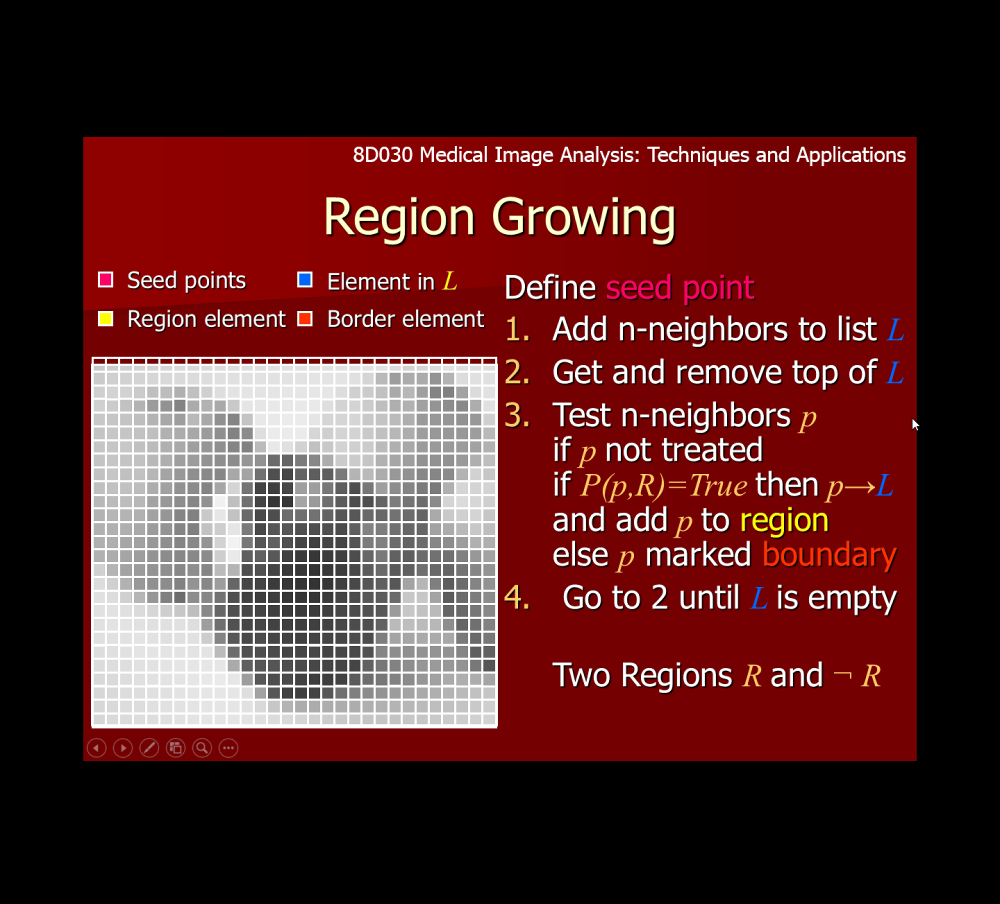 8D030 Medical Image Analysis: Techniques and Applications
Region Growing
Seed points
Element in L
Region element
Border element
Define seed point
1. Add n-neighbors to list L
2. Get and remove top of L
3. Test n-neighbors p
if p not treated
if P(p,R)=True then p→L
and add p to region
else p marked boundary
4. Go to 2 until L is empty
Two Regions R and ¬ R